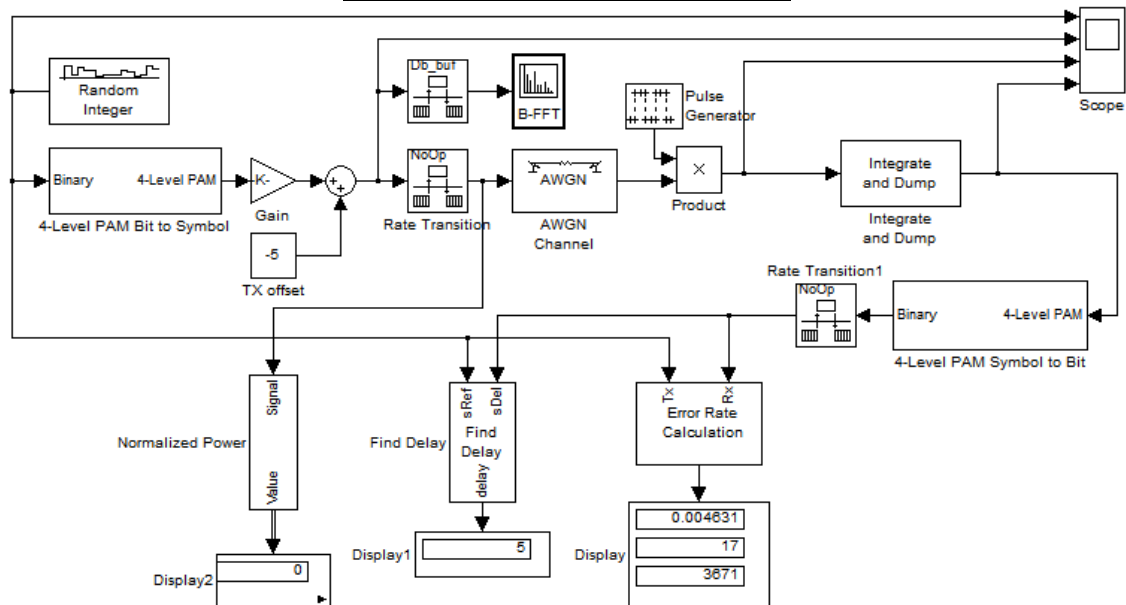 Random
Integer
Db_buf
B-FFT
Pulse
Generator
Scope
Binary 4-Level PAM
4-Level PAM Bit to Symbol
-K-
Gain
+
+
NoOp
Rate Transition
AWGN
AWGN
Channel
×
Product
Integrate
and Dump
Integrate
and Dump
-5
TX offset
Rate Transition1
NoOp
Binary 4-Level PAM
4-Level PAM Symbol to Bit
Signal
Value
Normalized Power
sRef
sDel
Find
Delay
delay
Find Delay
Tx
Rx
Error Rate
Calculation
Display2
0
Display1
5
Display
0.004631
17
3671